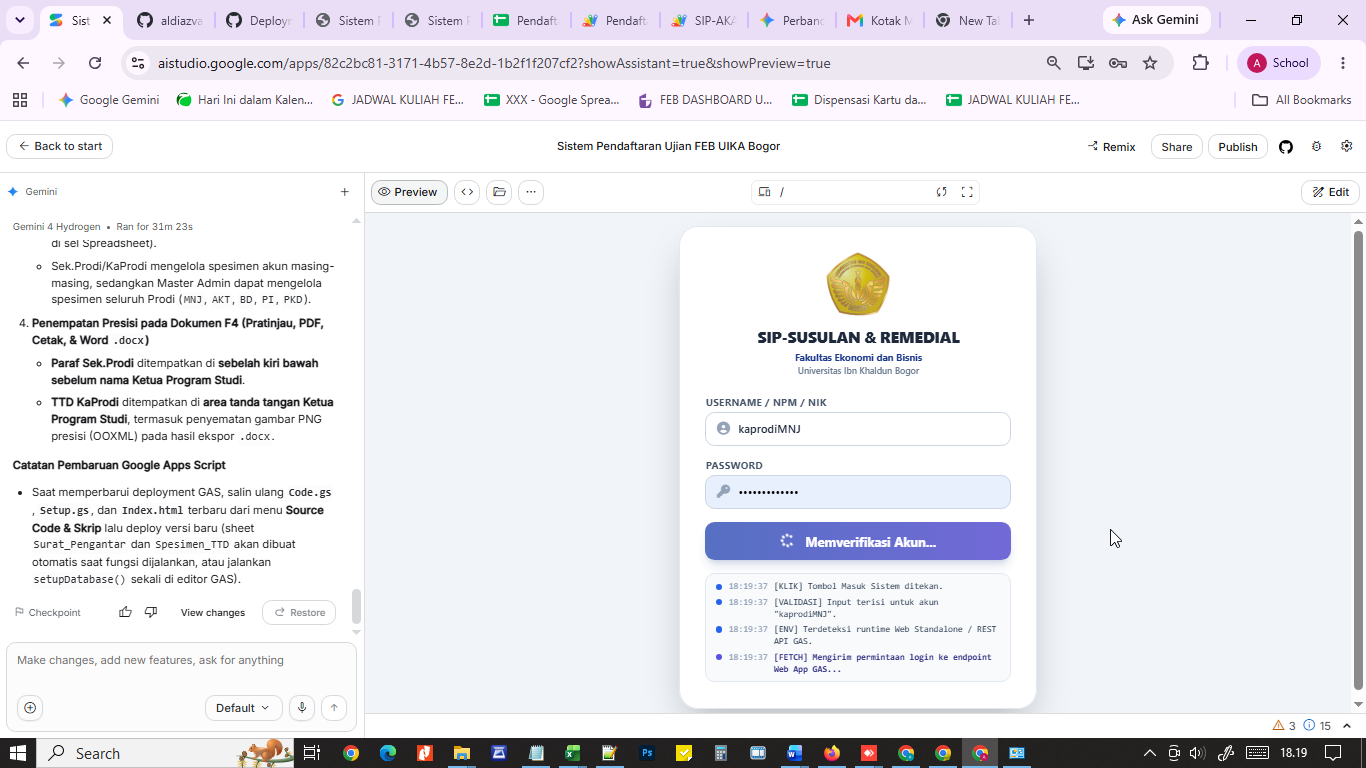 Sist
aldiazva
Deploym
Sistem P
Sistem P
Pendaft
Pendaft
SIP-AKA
Perban
Kotak M
New Ta
Ask Gemini
aistudio.google.com/apps/82c2bc81-3171-4b57-8e2d-1b2f1f207cf2?showAssistant=true&showPreview=true
A School
Google Gemini
Hari Ini dalam Kalen...
JADWAL KULIAH FE...
XXX - Google Sprea...
FEB DASHBOARD U...
Dispensasi Kartu da...
JADWAL KULIAH FE...
All Bookmarks
Back to start
Sistem Pendaftaran Ujian FEB UIKA Bogor
Remix
Share
Publish
Gemini
Preview
/
Edit
Gemini 4 Hydrogen • Ran for 31m 23s
di sel Spreadsheet).
Sek.Prodi/KaProdi mengelola spesimen akun masing-
masing, sedangkan Master Admin dapat mengelola
spesimen seluruh Prodi (MNJ, AKT, BD, PI, PKD).
4. Penempatan Presisi pada Dokumen F4 (Pratinjau, PDF,
Cetak, & Word .docx)
Paraf Sek.Prodi ditempatkan di sebelah kiri bawah
sebelum nama Ketua Program Studi.
TTD KaProdi ditempatkan di area tanda tangan Ketua
Program Studi, termasuk penyematan gambar PNG
presisi (OOXML) pada hasil ekspor .docx.
Catatan Pembaruan Google Apps Script
Saat memperbarui deployment GAS, salin ulang Code.gs
, Setup.gs, dan Index.html terbaru dari menu Source
Code & Skrip lalu deploy versi baru (sheet
Surat_Pengantar dan Spesimen_TTD akan dibuat
otomatis saat fungsi dijalankan, atau jalankan
setupDatabase() sekali di editor GAS).
Checkpoint
View changes
Restore
Make changes, add new features, ask for anything
Default
SIP-SUSULAN & REMEDIAL
Fakultas Ekonomi dan Bisnis
Universitas Ibn Khaldun Bogor
USERNAME / NPM / NIK
kaprodiMNJ
PASSWORD
•••••••••••••
Memverifikasi Akun...
18:19:37 [KLIK] Tombol Masuk Sistem ditekan.
18:19:37 [VALIDASI] Input terisi untuk akun
"kaprodiMNJ".
18:19:37 [ENV] Terdeteksi runtime Web Standalone / REST
API GAS.
18:19:37 [FETCH] Mengirim permintaan login ke endpoint
Web App GAS...
3
15
Search
18.19